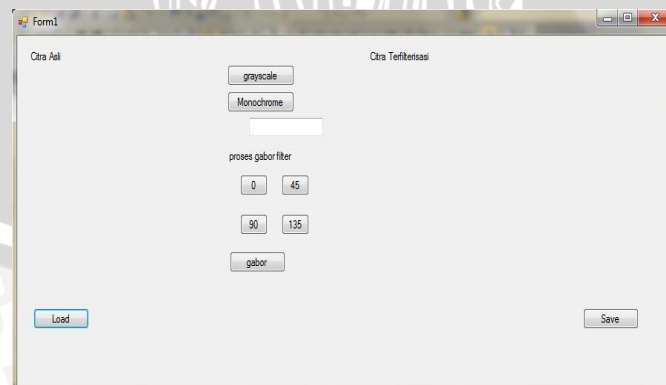 Form1
Citra Asli
Citra Terfilterisasi
grayscale
Monochrome
proses gabor filter
0 45
90 135
gabor
Load
Save